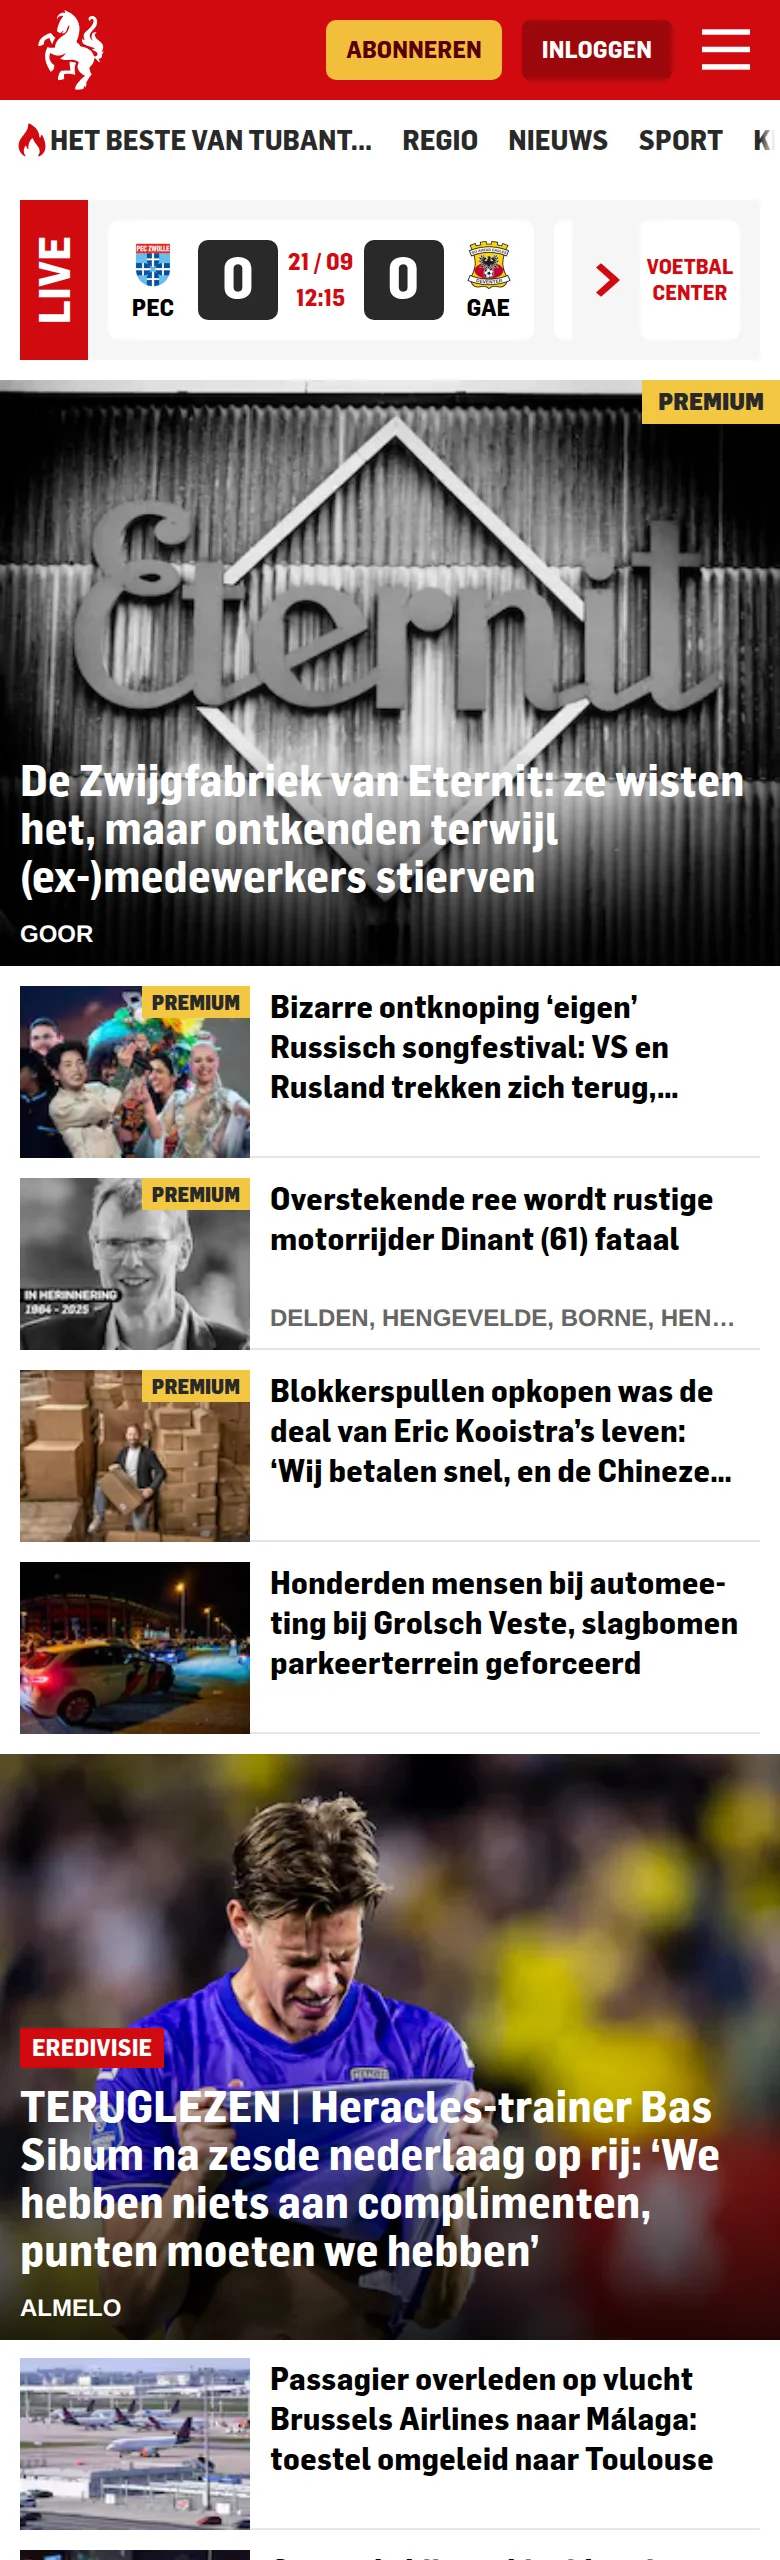 ABONNEREN
INLOGGEN
HET BESTE VAN TUBANT... REGIO NIEUWS SPORT
LIVE
PEC ZWOLLE
PEC
0
21 / 09
12:15
0
GAE
VOETBAL
CENTER
PREMIUM
Eternit
De Zwijgfabriek van Eternit: ze wisten
het, maar ontkenden terwijl
(ex-)medewerkers stierven
GOOR
PREMIUM
Bizarre ontknoping ‘eigen’
Russisch songfestival: VS en
Rusland trekken zich terug,...
PREMIUM
IN HERINNERING
1964 - 2025
Overstekende ree wordt rustige
motorrijder Dinant (61) fataal
DELDEN, HENGEVELDE, BORNE, HEN...
PREMIUM
Blokkerspullen opkopen was de
deal van Eric Kooistra’s leven:
‘Wij betalen snel, en de Chineze...
Honderden mensen bij automee-
ting bij Grolsch Veste, slagbomen
parkeerterrein geforceerd
HERACLES
EREDIVISIE
TERUGLEZEN | Heracles-trainer Bas
Sibum na zesde nederlaag op rij: ‘We
hebben niets aan complimenten,
punten moeten we hebben’
ALMELO
Passagier overleden op vlucht
Brussels Airlines naar Málaga:
toestel omgeleid naar Toulouse